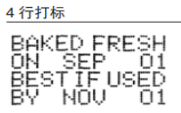 4 行打标
BAKED FRESH
ON SEP 01
BEST IF USED
BY NOV 01